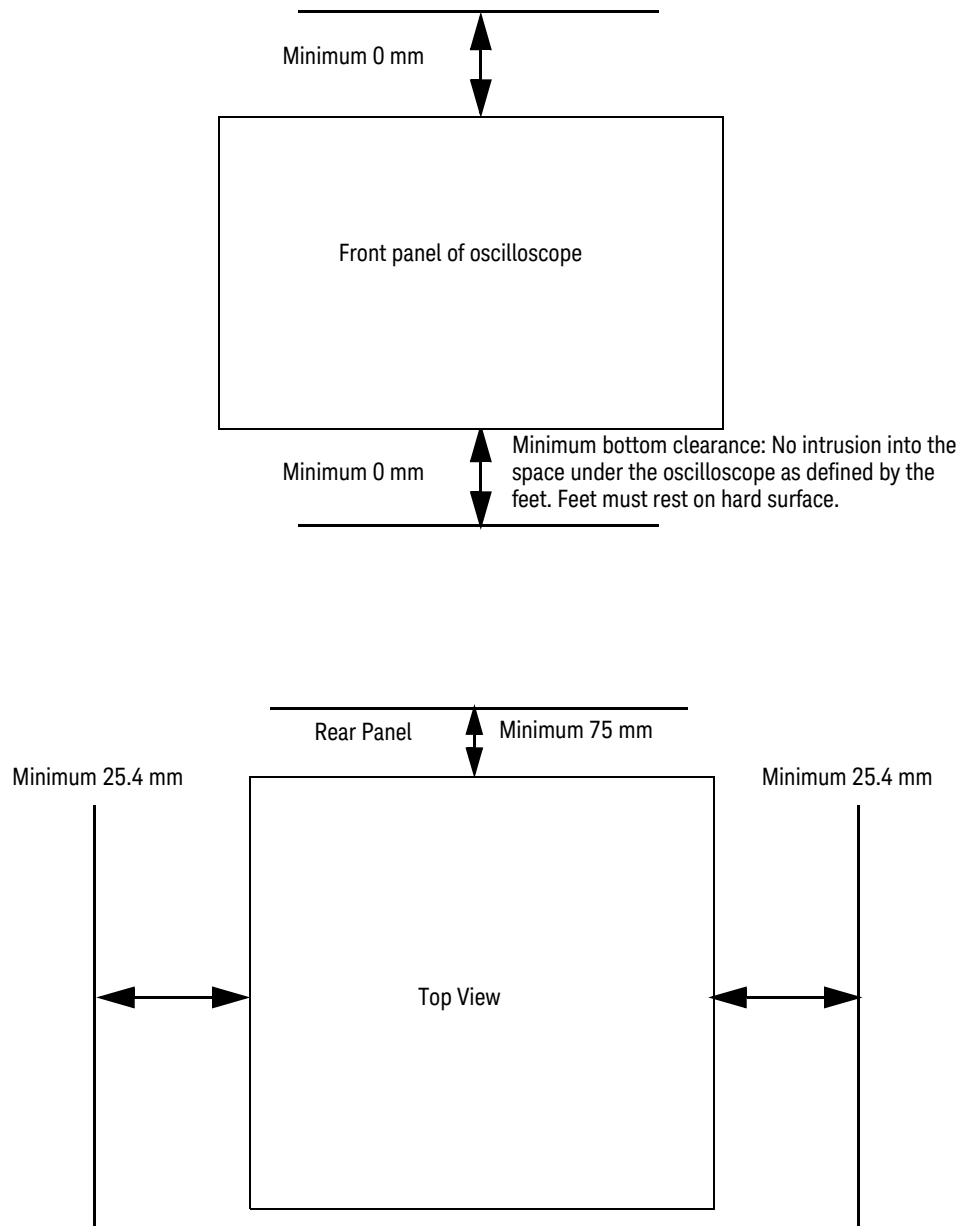 Minimum 0 mm
Front panel of oscilloscope
Minimum 0 mm
Minimum bottom clearance: No intrusion into the
space under the oscilloscope as defined by the
feet. Feet must rest on hard surface.
Rear Panel
Minimum 75 mm
Minimum 25.4 mm
Minimum 25.4 mm
Top View